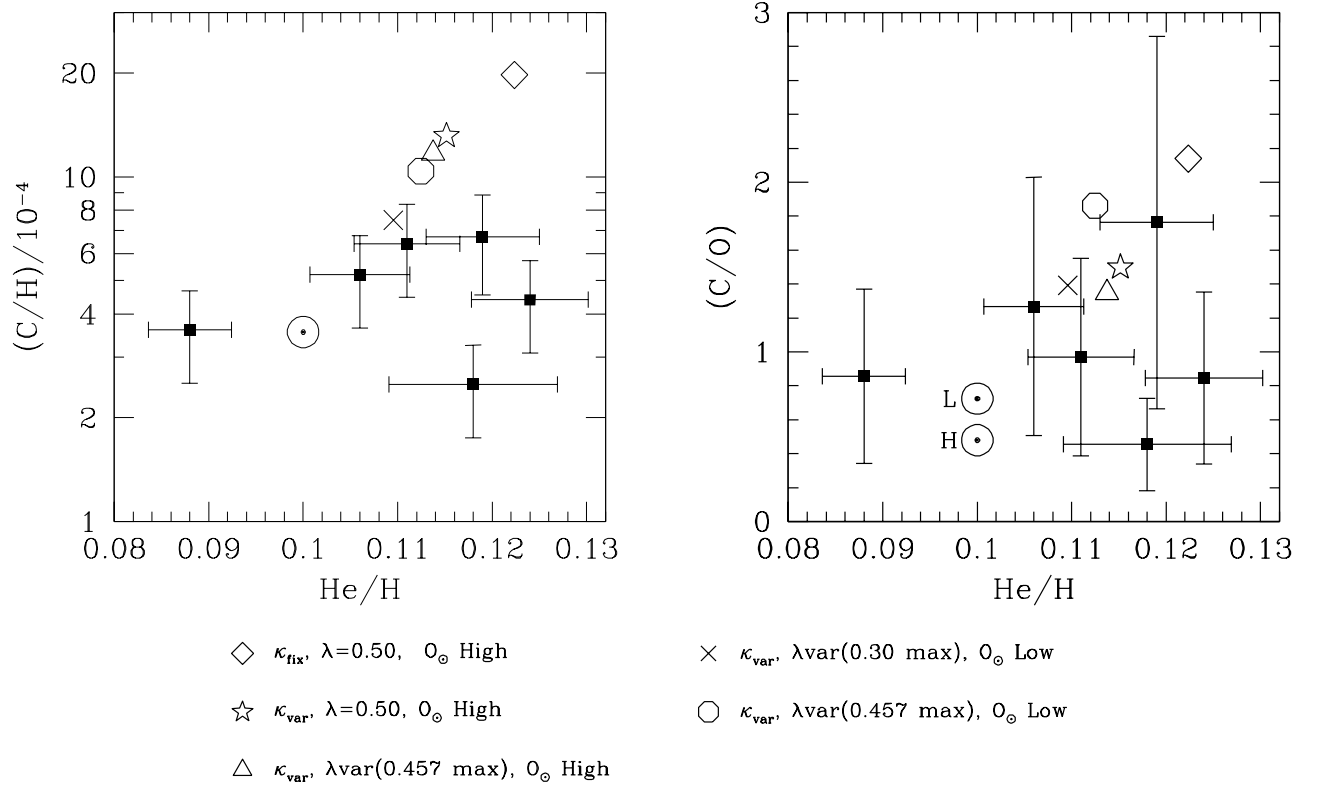 20
10
8
6
4
2
1
(C/H)/10⁻⁴
0.08 0.09 0.1 0.11 0.12 0.13
He/H
3
2
1
0
(C/O)
L
H
0.08 0.09 0.1 0.11 0.12 0.13
He/H
κfix, λ=0.50, O☉ High
κvar, λ=0.50, O☉ High
κvar, λvar(0.457 max), O☉ High
κvar, λvar(0.30 max), O☉ Low
κvar, λvar(0.457 max), O☉ Low